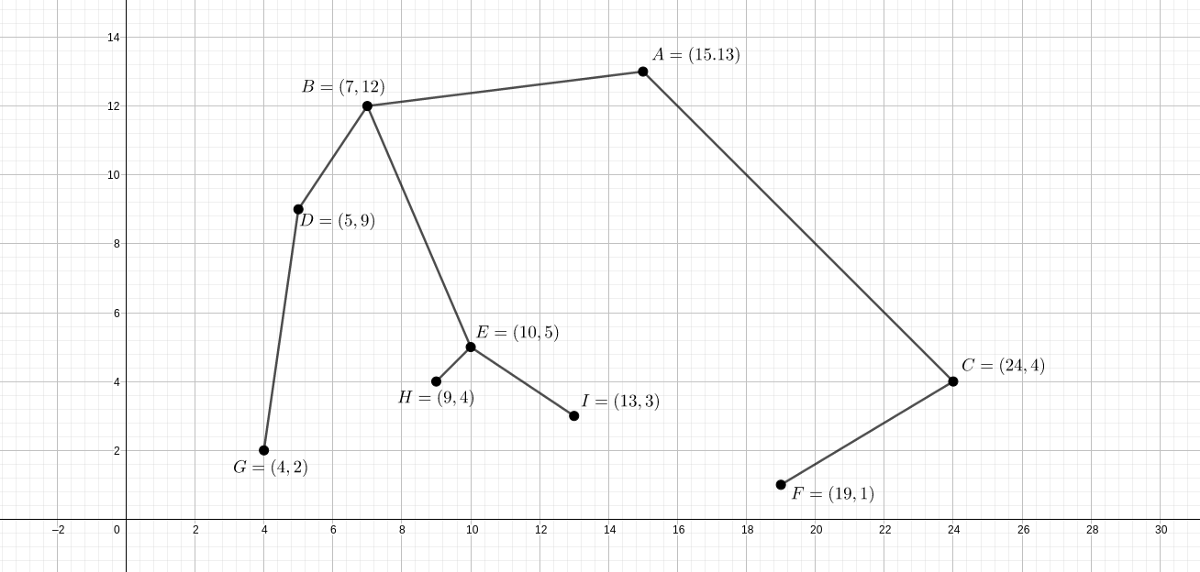 14
A = (15.13)
B = (7, 12)
12
10
D = (5, 9)
8
6
E = (10, 5)
C = (24, 4)
4
H = (9, 4)
I = (13, 3)
2
G = (4, 2)
F = (19, 1)
−2 0 2 4 6 8 10 12 14 16 18 20 22 24 26 28 30